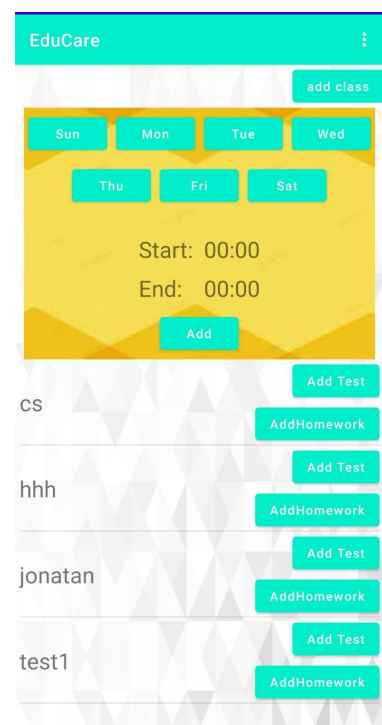 EduCare
add class
Sun Mon Tue Wed
Thu Fri Sat
Start: 00:00
End: 00:00
Add
cs
Add Test
AddHomework
hhh
Add Test
AddHomework
jonatan
Add Test
AddHomework
test1
Add Test
AddHomework